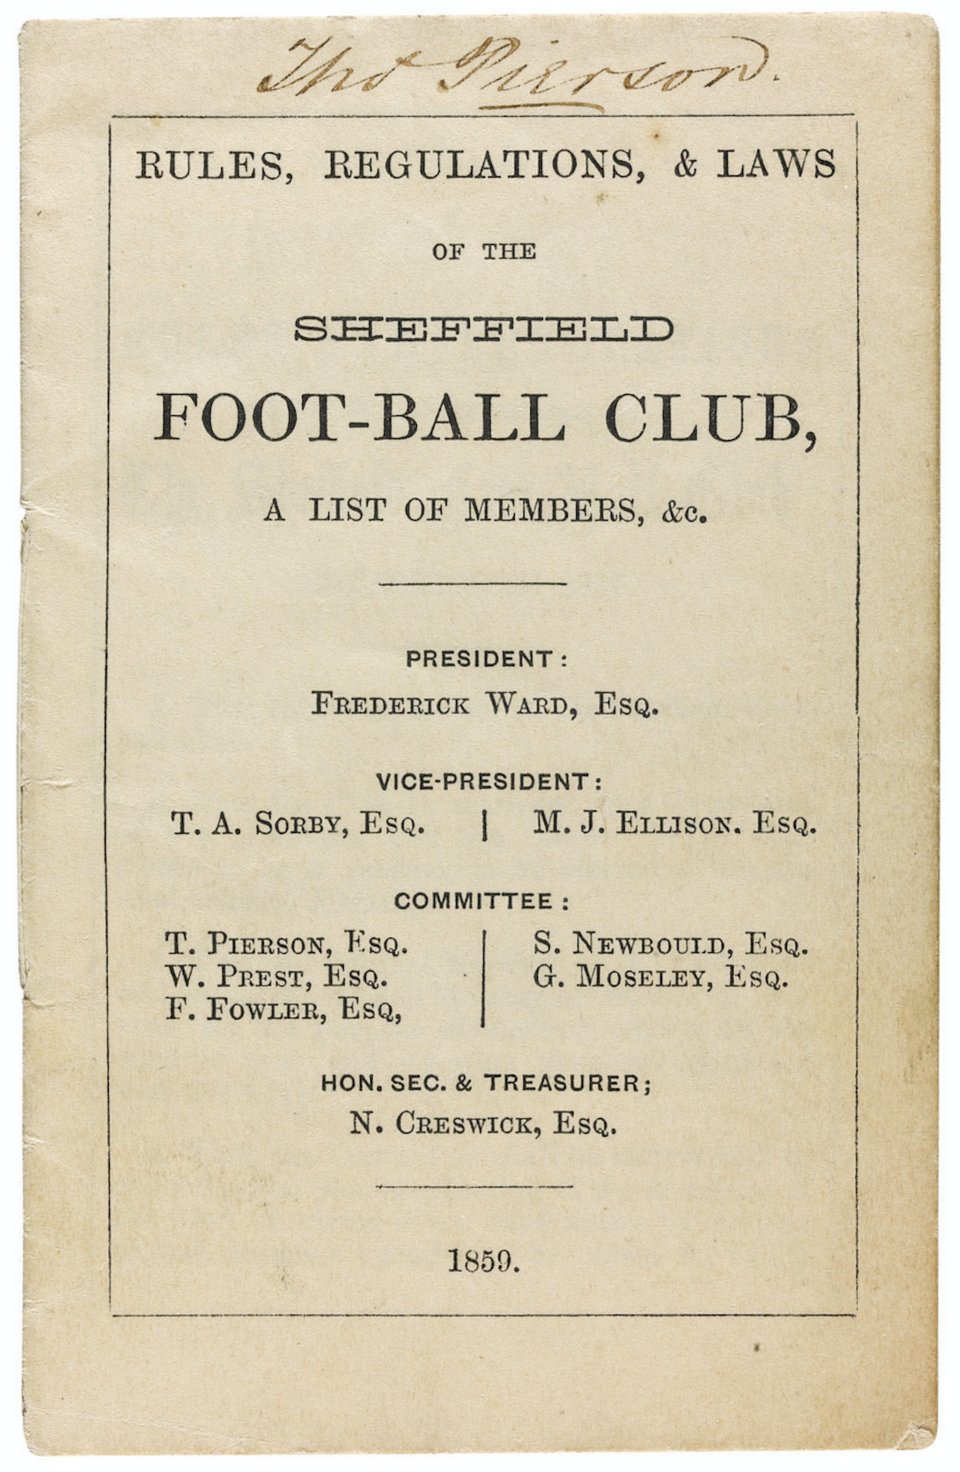 Thos Pierson.
RULES, REGULATIONS, & LAWS
OF THE
SHEFFIELD
FOOT-BALL CLUB,
A LIST OF MEMBERS, &c.
PRESIDENT:
FREDERICK WARD, ESQ.
VICE-PRESIDENT:
T. A. SORBY, ESQ. | M. J. ELLISON. ESQ.
COMMITTEE:
T. PIERSON, ESQ.
W. PREST, ESQ.
F. FOWLER, ESQ,
S. NEWBOULD, ESQ.
G. MOSELEY, ESQ.
HON. SEC. & TREASURER;
N. CRESWICK, ESQ.
1859.